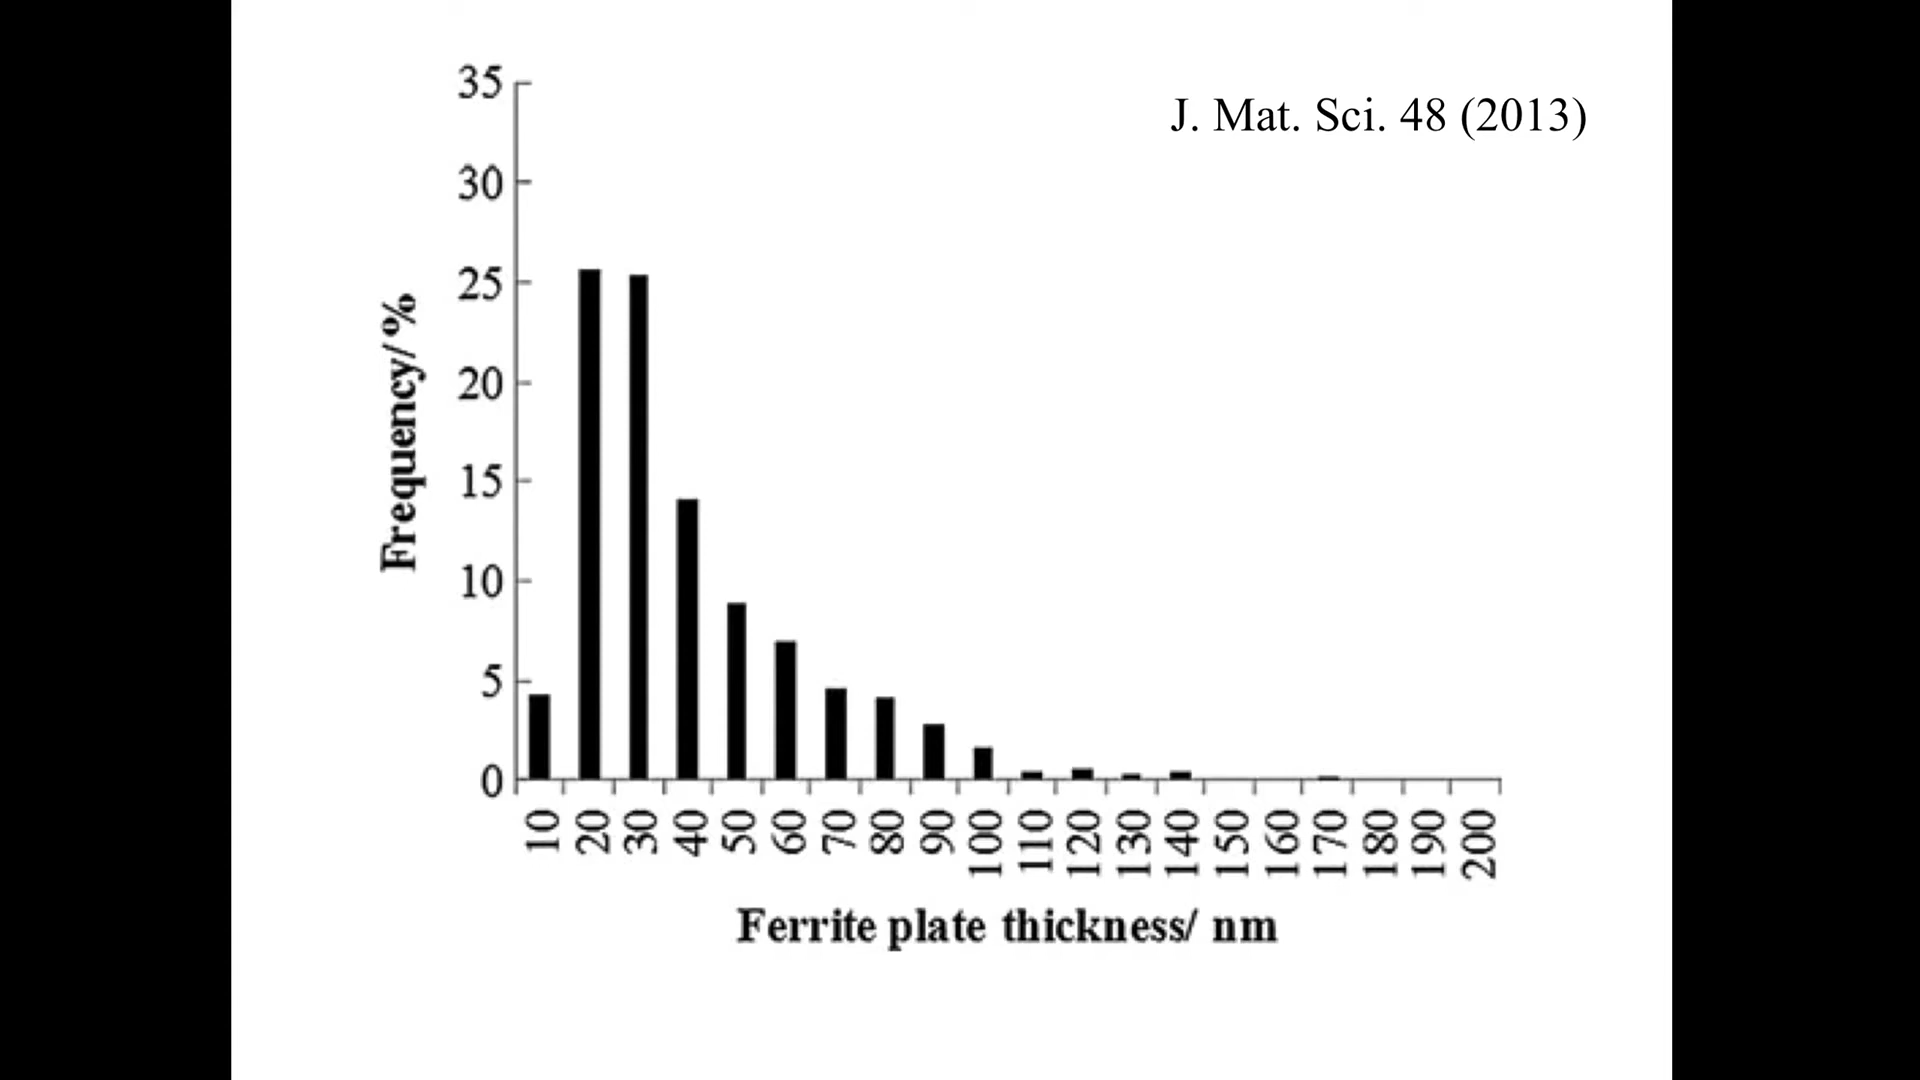 J. Mat. Sci. 48 (2013)
35
30
25
20
15
10
5
0
Frequency/ %
10 20 30 40 50 60 70 80 90 100 110 120 130 140 150 160 170 180 190 200
Ferrite plate thickness/ nm